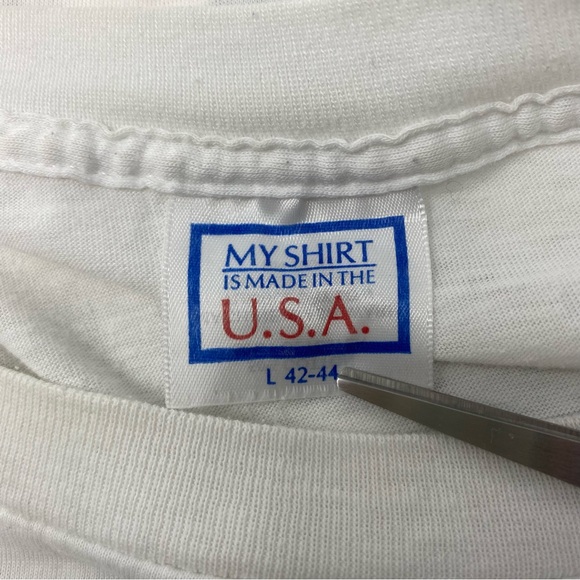 MY SHIRT
IS MADE IN THE
U.S.A.
L 42-44